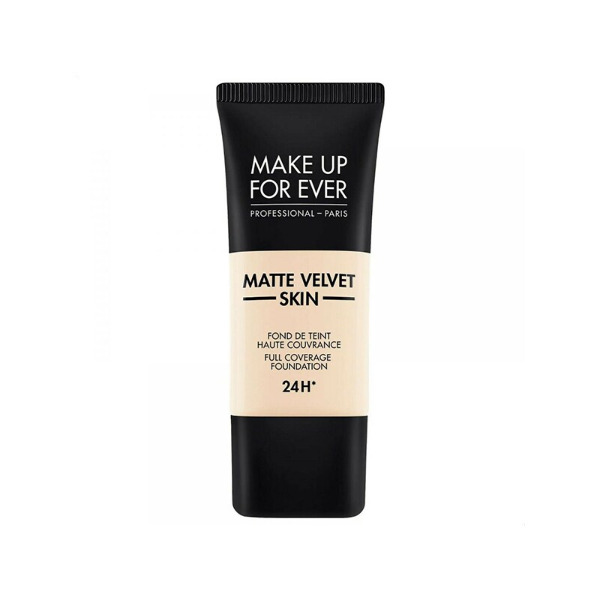 MAKE UP
FOR EVER
PROFESSIONAL – PARIS
MATTE VELVET
SKIN
FOND DE TEINT
HAUTE COUVRANCE
FULL COVERAGE
FOUNDATION
24H*